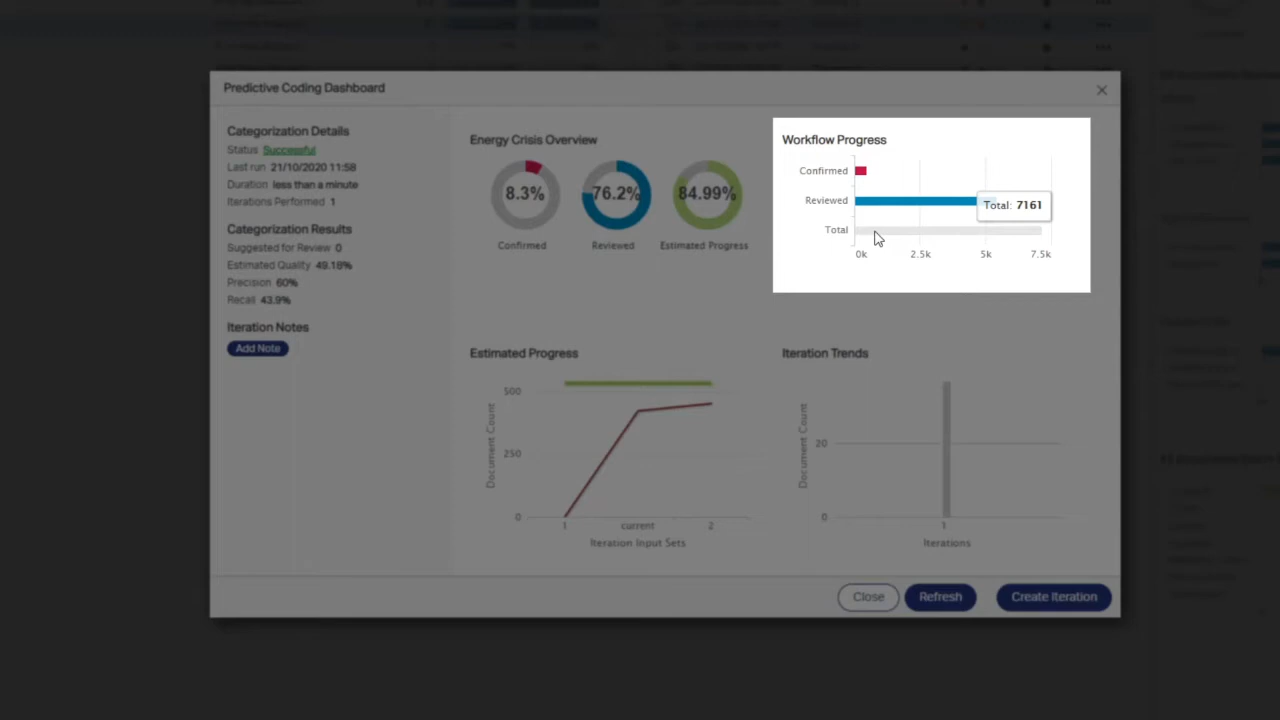 Predictive Coding Dashboard
Categorization Details
Status Successful
Last run 21/10/2020 11:58
Duration less than a minute
Iterations Performed 1
Categorization Results
Suggested for Review 0
Estimated Quality 49.16%
Precision 60%
Recall 43.9%
Iteration Notes
Add Note
Energy Crisis Overview
8.3%
76.2%
84.99%
Confirmed
Reviewed
Estimated Progress
Workflow Progress
Confirmed
Reviewed
Total: 7161
Total
0k 2.5k 5k 7.5k
Estimated Progress
Document Count
500
250
0
1 current 2
Iteration Input Sets
Iteration Trends
Document Count
20
0
1
Iterations
Close Refresh Create Iteration